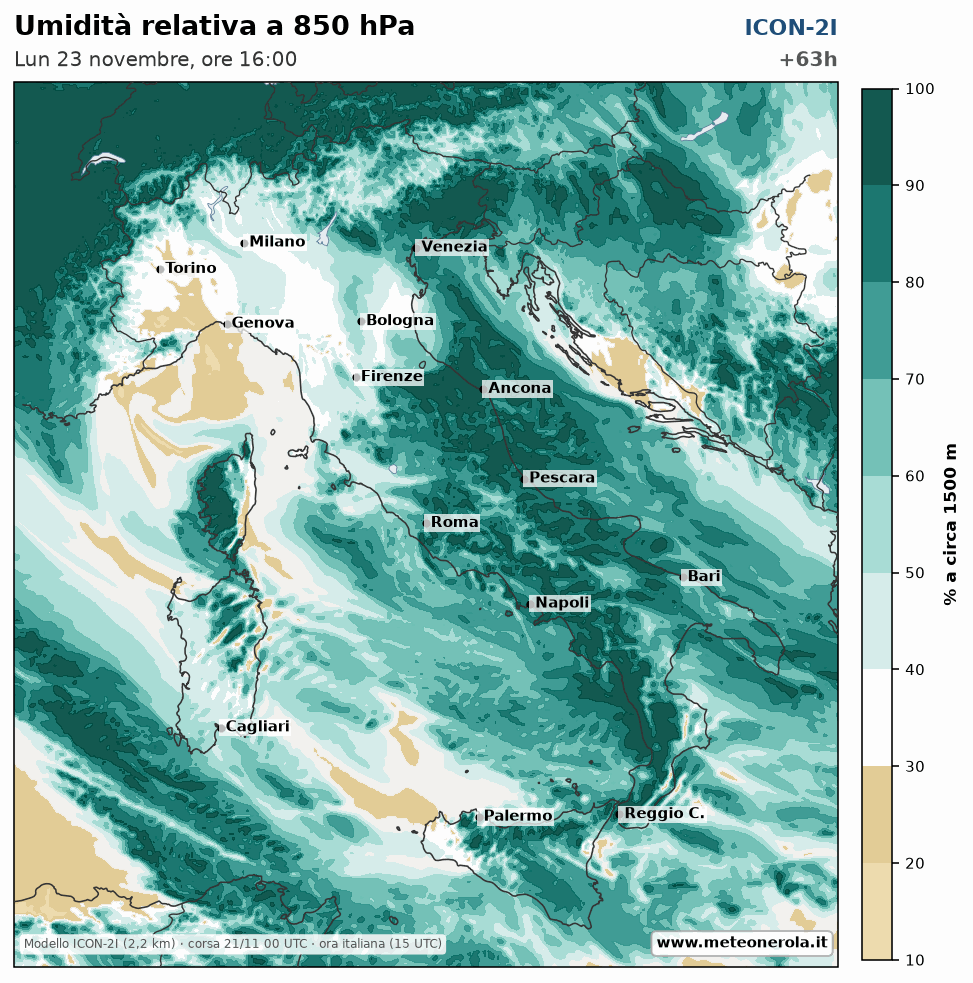 Umidità relativa a 850 hPa
ICON-2I
Lun 23 novembre, ore 16:00
+63h
100
90
80
70
60
50
40
30
20
10
% a circa 1500 m
Milano
Venezia
Torino
Genova
Bologna
Firenze
Ancona
Pescara
Roma
Bari
Napoli
Cagliari
Palermo
Reggio C.
Modello ICON-2I (2,2 km) · corsa 21/11 00 UTC · ora italiana (15 UTC)
www.meteonerola.it